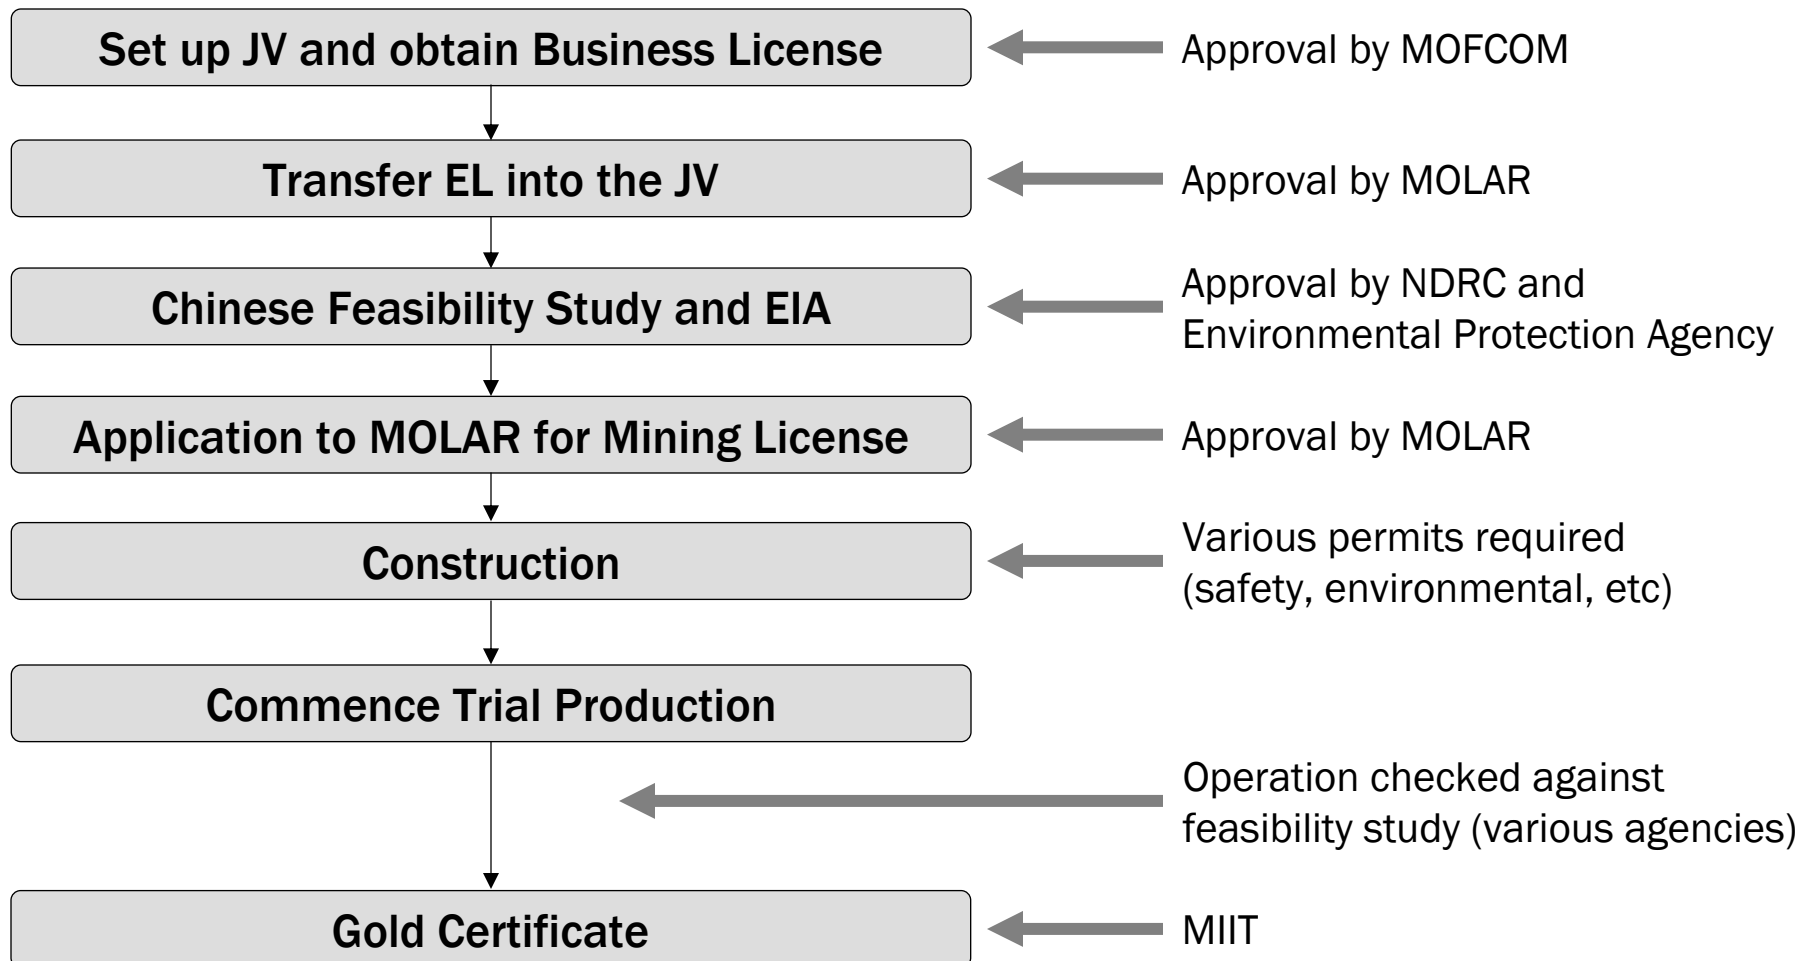 Set up JV and obtain Business License
Approval by MOFCOM
Transfer EL into the JV
Approval by MOLAR
Chinese Feasibility Study and EIA
Approval by NDRC and
Environmental Protection Agency
Application to MOLAR for Mining License
Approval by MOLAR
Construction
Various permits required
(safety, environmental, etc)
Commence Trial Production
Operation checked against
feasibility study (various agencies)
Gold Certificate
MIIT